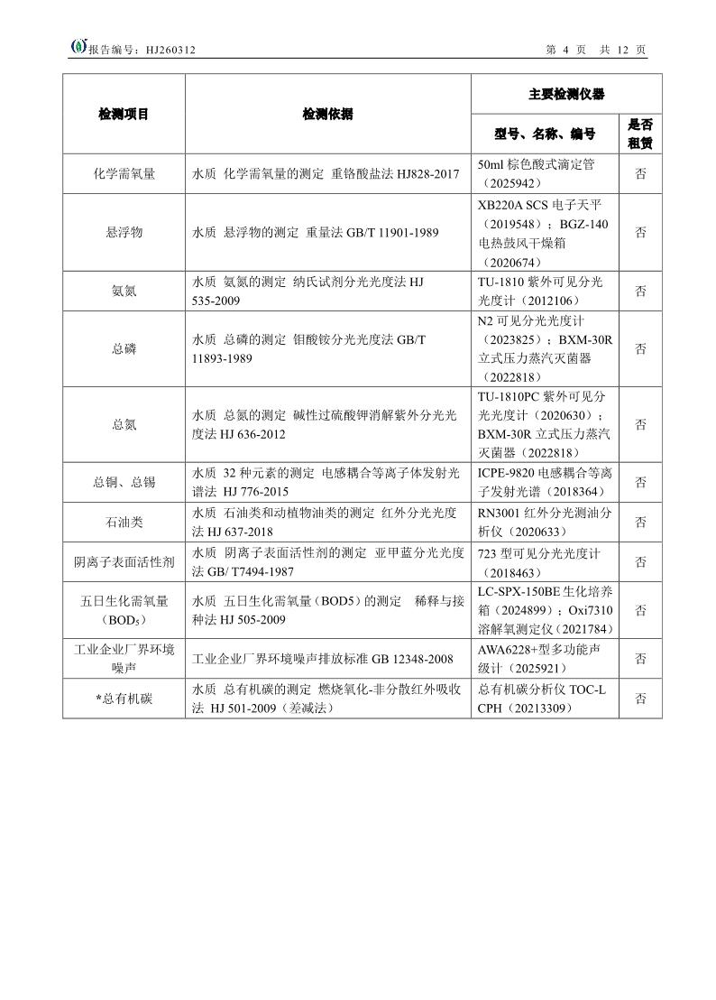 报告编号：HJ260312
第 4 页 共 12 页
检测项目
检测依据
主要检测仪器
型号、名称、编号
是否
租赁
化学需氧量
水质 化学需氧量的测定 重铬酸盐法 HJ828-2017
50ml 棕色酸式滴定管
（2025942）
否
悬浮物
水质 悬浮物的测定 重量法 GB/T 11901-1989
XB220A SCS 电子天平
（2019548）；BGZ-140
电热鼓风干燥箱
（2020674）
否
氨氮
水质 氨氮的测定 纳氏试剂分光光度法 HJ
535-2009
TU-1810 紫外可见分光
光度计（2012106）
否
总磷
水质 总磷的测定 钼酸铵分光光度法 GB/T
11893-1989
N2 可见分光光度计
（2023825）；BXM-30R
立式压力蒸汽灭菌器
（2022818）
否
总氮
水质 总氮的测定 碱性过硫酸钾消解紫外分光光
度法 HJ 636-2012
TU-1810PC 紫外可见分
光光度计（2020630）；
BXM-30R 立式压力蒸汽
灭菌器（2022818）
否
总铜、总锡
水质 32 种元素的测定 电感耦合等离子体发射光
谱法 HJ 776-2015
ICPE-9820 电感耦合等离
子发射光谱（2018364）
否
石油类
水质 石油类和动植物油类的测定 红外分光光度
法 HJ 637-2018
RN3001 红外分光测油分
析仪（2020633）
否
阴离子表面活性剂
水质 阴离子表面活性剂的测定 亚甲蓝分光光度
法 GB/ T7494-1987
723 型可见分光光度计
（2018463）
否
五日生化需氧量
（BOD₅）
水质 五日生化需氧量（BOD5）的测定 稀释与接
种法 HJ 505-2009
LC-SPX-150BE 生化培养
箱（2024899）；Oxi7310
溶解氧测定仪（2021784）
否
工业企业厂界环境
噪声
工业企业厂界环境噪声排放标准 GB 12348-2008
AWA6228+型多功能声
级计（2025921）
否
*总有机碳
水质 总有机碳的测定 燃烧氧化-非分散红外吸收
法 HJ 501-2009（差减法）
总有机碳分析仪 TOC-L
CPH（20213309）
否